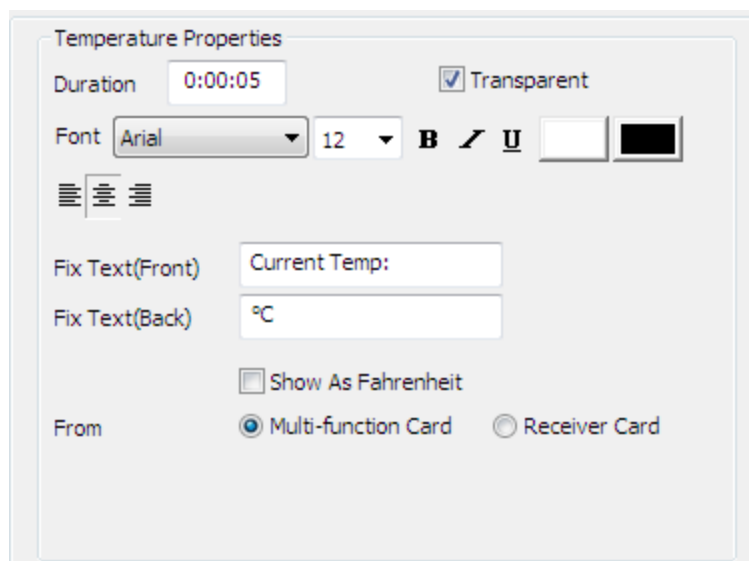 Temperature Properties
Duration 0:00:05 Transparent
Font Arial 12 B I U
Fix Text(Front) Current Temp:
Fix Text(Back) ºC
Show As Fahrenheit
From Multi-function Card Receiver Card